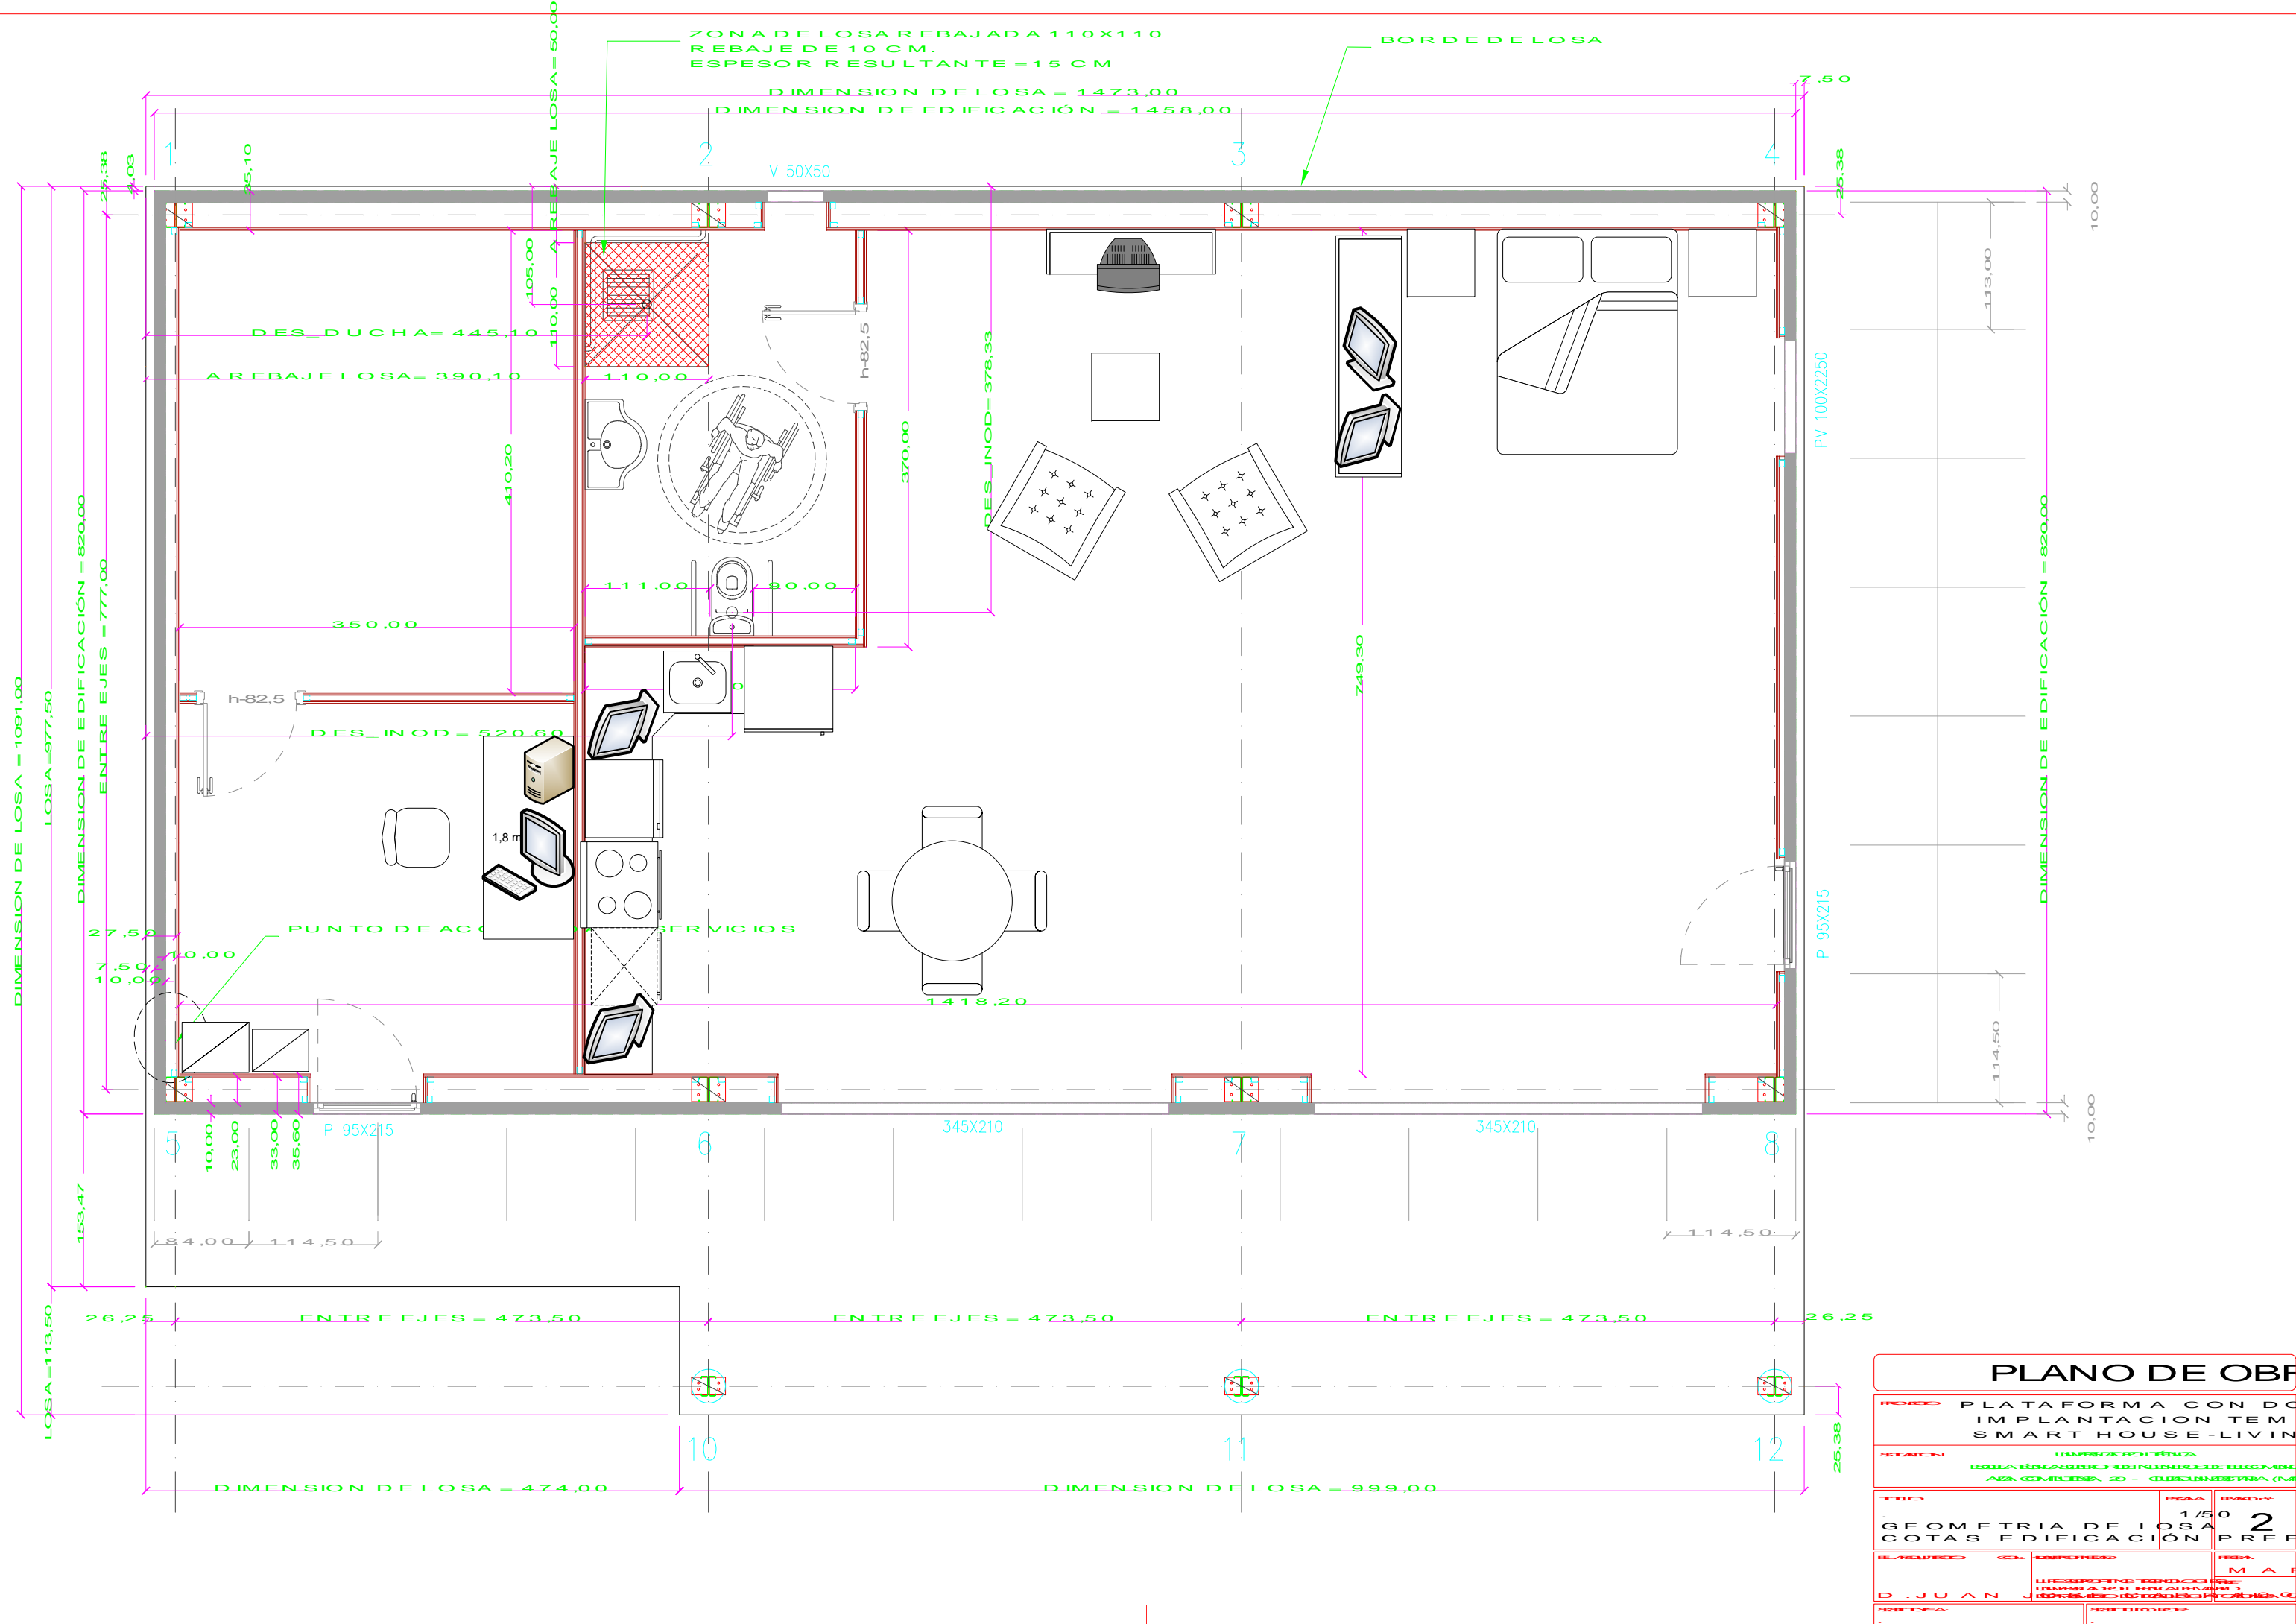 ZONA DE LOSA REBAJADA 110X110
REBAJE DE 10 CM.
ESPESOR RESULTANTE =15 CM
BORDE DE LOSA
7,50
DIMENSION DE LOSA = 1473,00
DIMENSION DE EDIFICACIÓN = 1458,00
A REBAJE LOSA= 50,00
1
2
3
4
V 50X50
25,38
35,10
25,38
10,00
105,00
110,00
113,00
DES_DUCHA= 445,10
h-82,5
A REBAJE LOSA= 390,10
110,00
DES_INOD= 378,33
PV 100X2250
410,20
370,00
DIMENSION DE LOSA = 1091,00
LOSA=977,50
DIMENSION DE EDIFICACIÓN = 820,00
ENTRE EJES = 777,00
DIMENSION DE EDIFICACIÓN = 820,00
111,00
90,00
350,00
749,30
h-82,5
DES_INOD= 520,60
1,8 m
PUNTO DE ACO
SERVICIOS
27,50
10,00
7,50
10,00
P 95X215
1418,20
114,50
10,00
5
P 95X215
6
345X210
7
345X210
8
10,00
23,00
33,00
35,60
153,47
84,00
114,50
114,50
LOSA=113,50
26,25
ENTRE EJES = 473,50
ENTRE EJES = 473,50
ENTRE EJES = 473,50
26,25
10
11
12
25,38
DIMENSION DE LOSA = 474,00
DIMENSION DE LOSA = 999,00
PLANO DE OBR
PLATAFORMA CON DO
IMPLANTACION TEM
SMART HOUSE-LIVIN
1/50
2
GEOMETRIA DE LOSA
COTAS EDIFICACIÓN PREF
MAR
D. JUAN